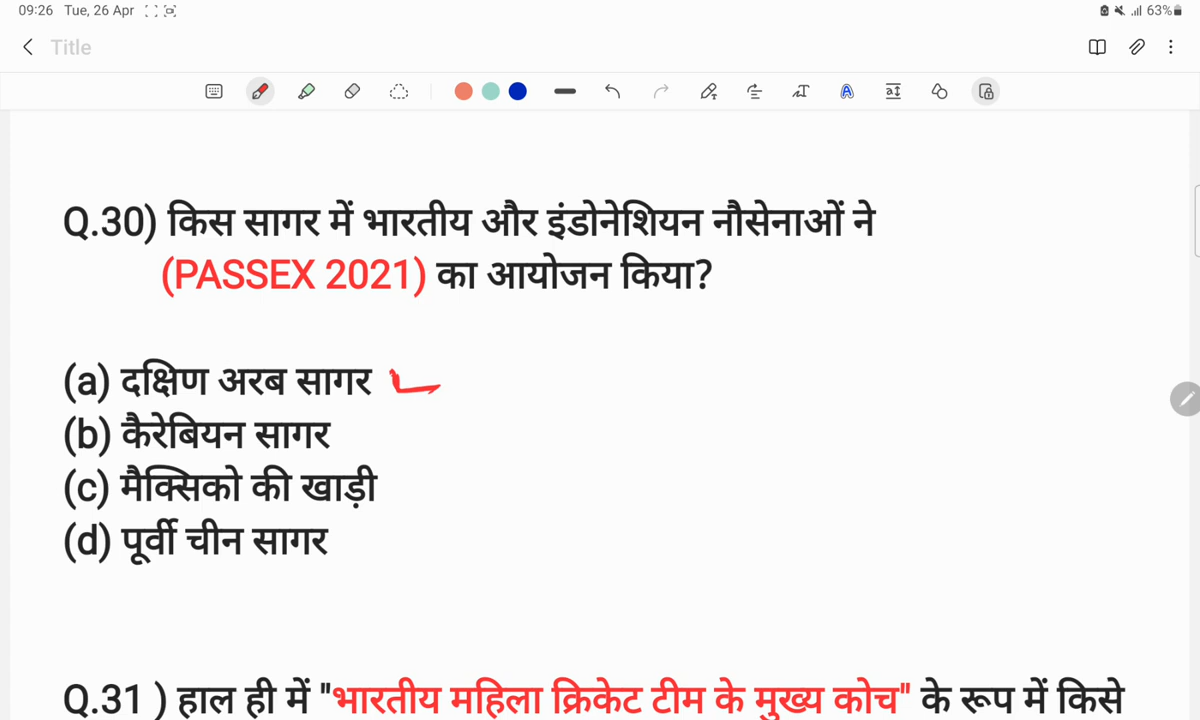 09:26 Tue, 26 Apr 63%
Title
Q.30) किस सागर में भारतीय और इंडोनेशियन नौसेनाओं ने
(PASSEX 2021) का आयोजन किया?
(a) दक्षिण अरब सागर
(b) कैरेबियन सागर
(c) मैक्सिको की खाड़ी
(d) पूर्वी चीन सागर
Q.31 ) हाल ही में "भारतीय महिला क्रिकेट टीम के मुख्य कोच" के रूप में किसे